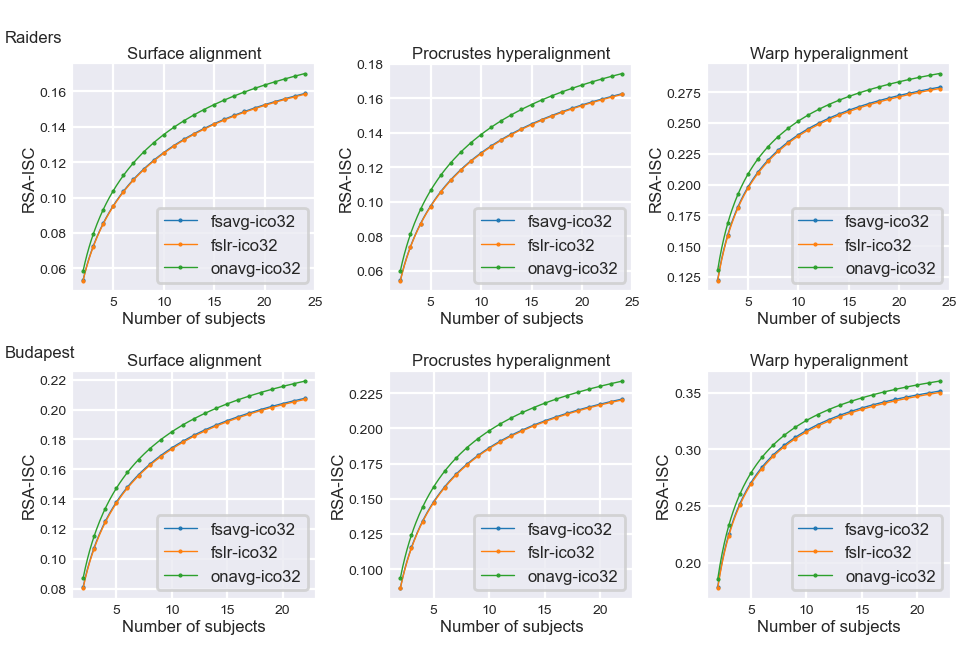 Raiders
Surface alignment
RSA-ISC
0.16
0.14
0.12
0.10
0.08
0.06
fsavg-ico32
fslr-ico32
onavg-ico32
5 10 15 20 25
Number of subjects
Procrustes hyperalignment
RSA-ISC
0.18
0.16
0.14
0.12
0.10
0.08
0.06
fsavg-ico32
fslr-ico32
onavg-ico32
5 10 15 20 25
Number of subjects
Warp hyperalignment
RSA-ISC
0.275
0.250
0.225
0.200
0.175
0.150
0.125
fsavg-ico32
fslr-ico32
onavg-ico32
5 10 15 20 25
Number of subjects
Budapest
Surface alignment
RSA-ISC
0.22
0.20
0.18
0.16
0.14
0.12
0.10
0.08
fsavg-ico32
fslr-ico32
onavg-ico32
5 10 15 20
Number of subjects
Procrustes hyperalignment
RSA-ISC
0.225
0.200
0.175
0.150
0.125
0.100
fsavg-ico32
fslr-ico32
onavg-ico32
5 10 15 20
Number of subjects
Warp hyperalignment
RSA-ISC
0.35
0.30
0.25
0.20
fsavg-ico32
fslr-ico32
onavg-ico32
5 10 15 20
Number of subjects